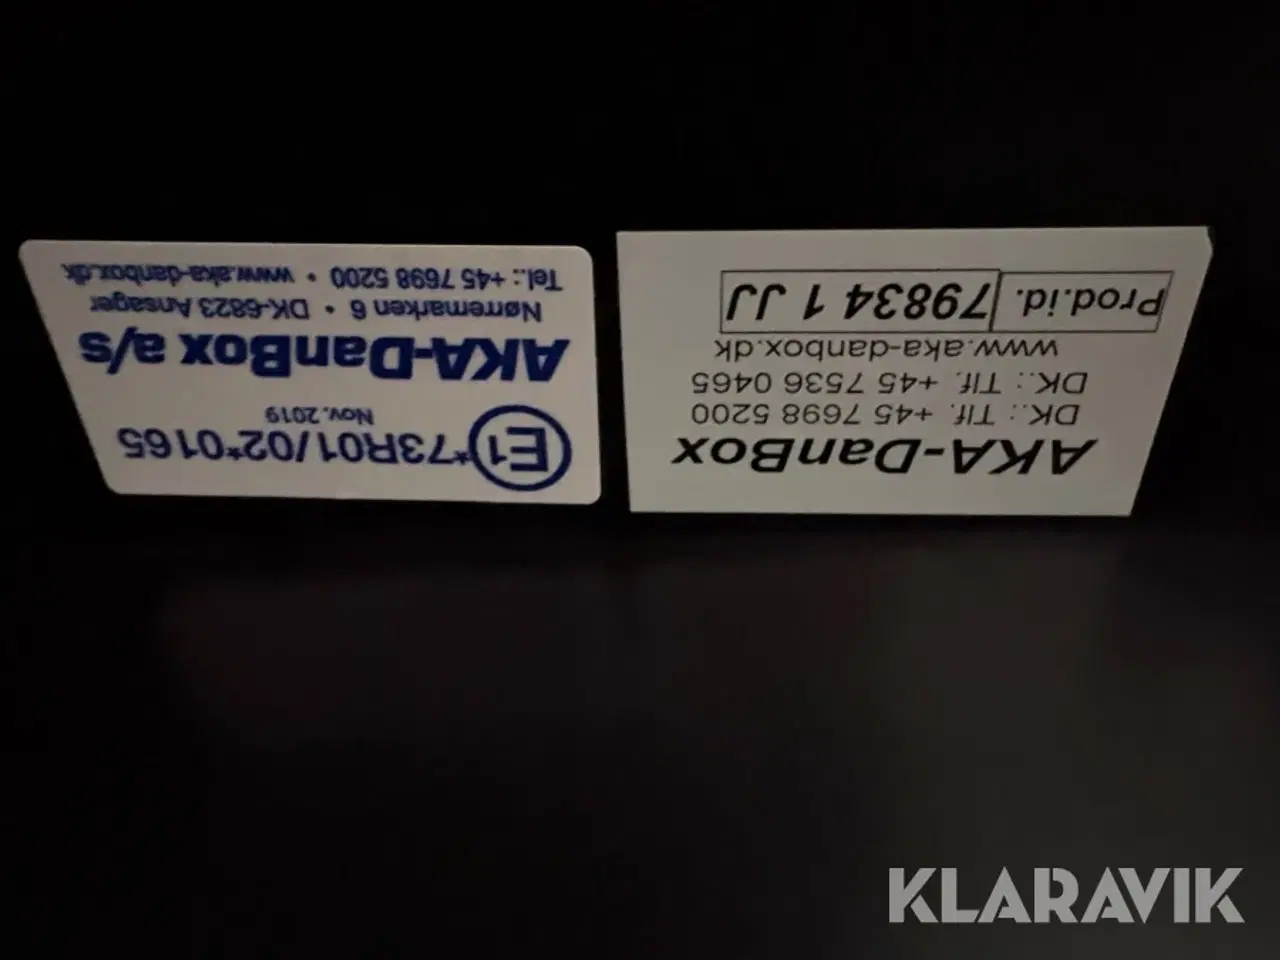 AKA-DanBox
DK.: Tlf. +45 7698 5200
DK.: Tlf. +45 7536 0465
www.aka-danbox.dk
Prod.id. 79834 1 JJ
E1 *73R01/02*0165
Nov. 2019
AKA-DanBox a/s
Nørremarken 6 • DK-6823 Ansager
Tel.: +45 7698 5200 • www.aka-danbox.dk
KLARAVIK